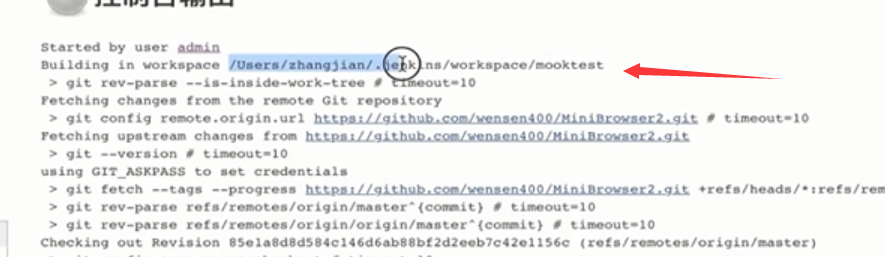 控制台输出
Started by user admin
Building in workspace /Users/zhangjian/.jenkins/workspace/mooktest
> git rev-parse --is-inside-work-tree # timeout=10
Fetching changes from the remote Git repository
> git config remote.origin.url https://github.com/wensen400/MiniBrowser2.git # timeout=10
Fetching upstream changes from https://github.com/wensen400/MiniBrowser2.git
> git --version # timeout=10
using GIT_ASKPASS to set credentials
> git fetch --tags --progress https://github.com/wensen400/MiniBrowser2.git +refs/heads/*:refs/rem
> git rev-parse refs/remotes/origin/master^{commit} # timeout=10
> git rev-parse refs/remotes/origin/origin/master^{commit} # timeout=10
Checking out Revision 85e1a8d8d584c146d6ab88bf2d2eeb7c42e1156c (refs/remotes/origin/master)